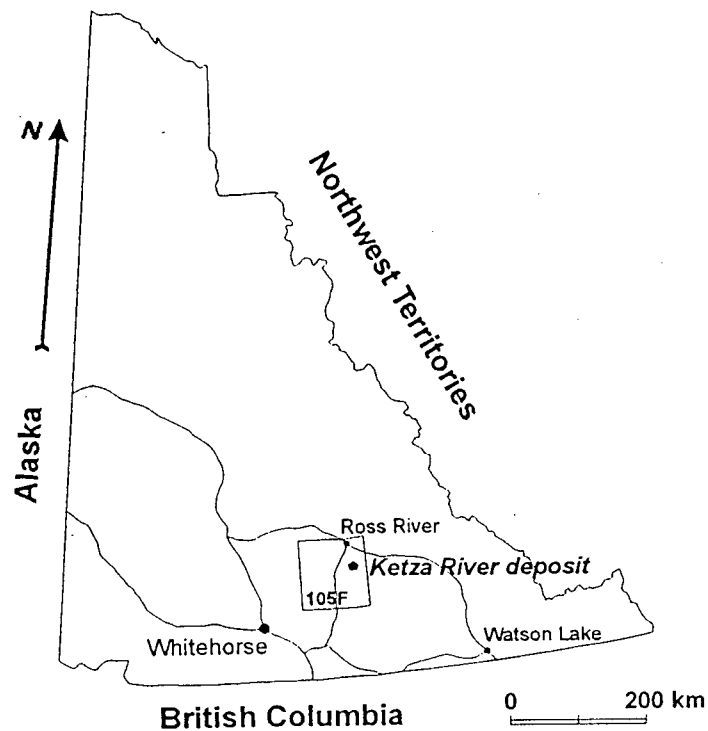 N
Northwest Territories
Alaska
Ross River
Ketza River deposit
105F
Whitehorse
Watson Lake
British Columbia
0 200 km